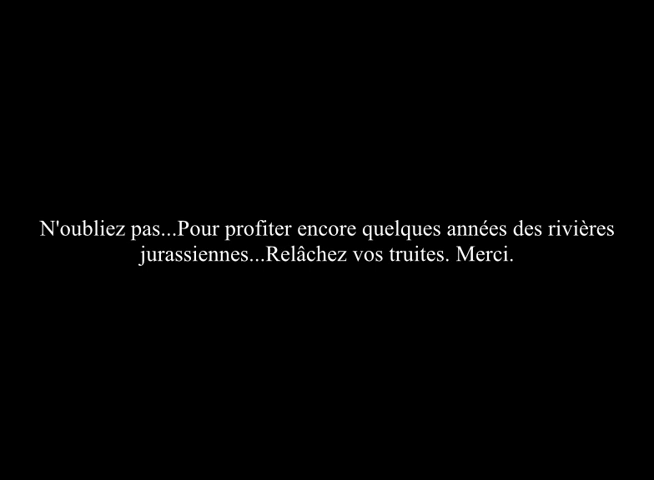 N'oubliez pas...Pour profiter encore quelques années des rivières
jurassiennes...Relâchez vos truites. Merci.